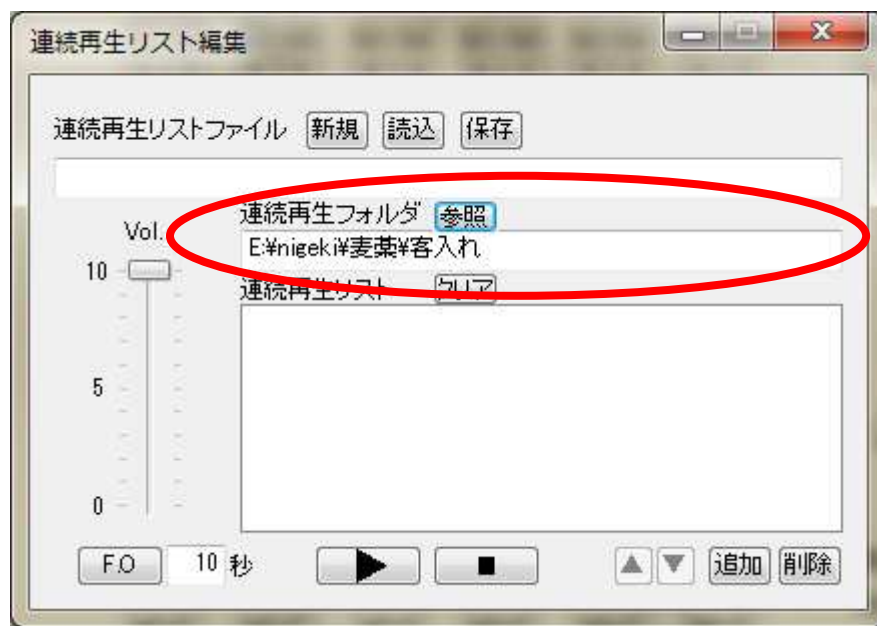 連続再生リスト編集
連続再生リストファイル 新規 読込 保存
連続再生フォルダ 参照
Vol.
E:¥nigeki¥麦藁¥客入れ
10
連続再生リスト クリア
5
0
F.O 10 秒 追加 削除